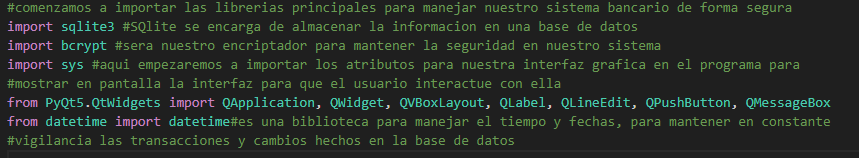 #comenzamos a importar las librerias principales para manejar nuestro sistema bancario de forma segura
import sqlite3 #SQlite se encarga de almacenar la informacion en una base de datos
import bcrypt #sera nuestro encriptador para mantener la seguridad en nuestro sistema
import sys #aqui empezaremos a importar los atributos para nuestra interfaz grafica en el programa para
#mostrar en pantalla la interfaz para que el usuario interactue con ella
from PyQt5.QtWidgets import QApplication, QWidget, QVBoxLayout, QLabel, QLineEdit, QPushButton, QMessageBox
from datetime import datetime#es una biblioteca para manejar el tiempo y fechas, para mantener en constante
#vigilancia las transacciones y cambios hechos en la base de datos